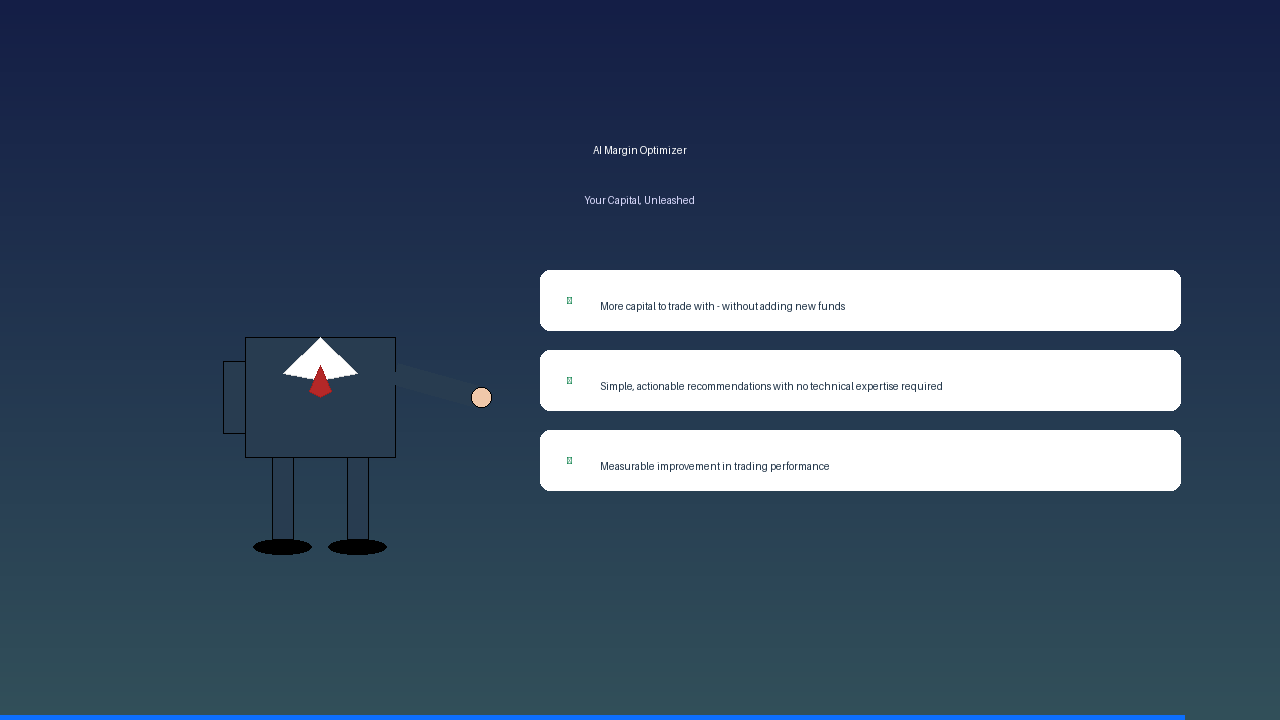 AI Margin Optimizer
Your Capital, Unleashed
More capital to trade with - without adding new funds
Simple, actionable recommendations with no technical expertise required
Measurable improvement in trading performance